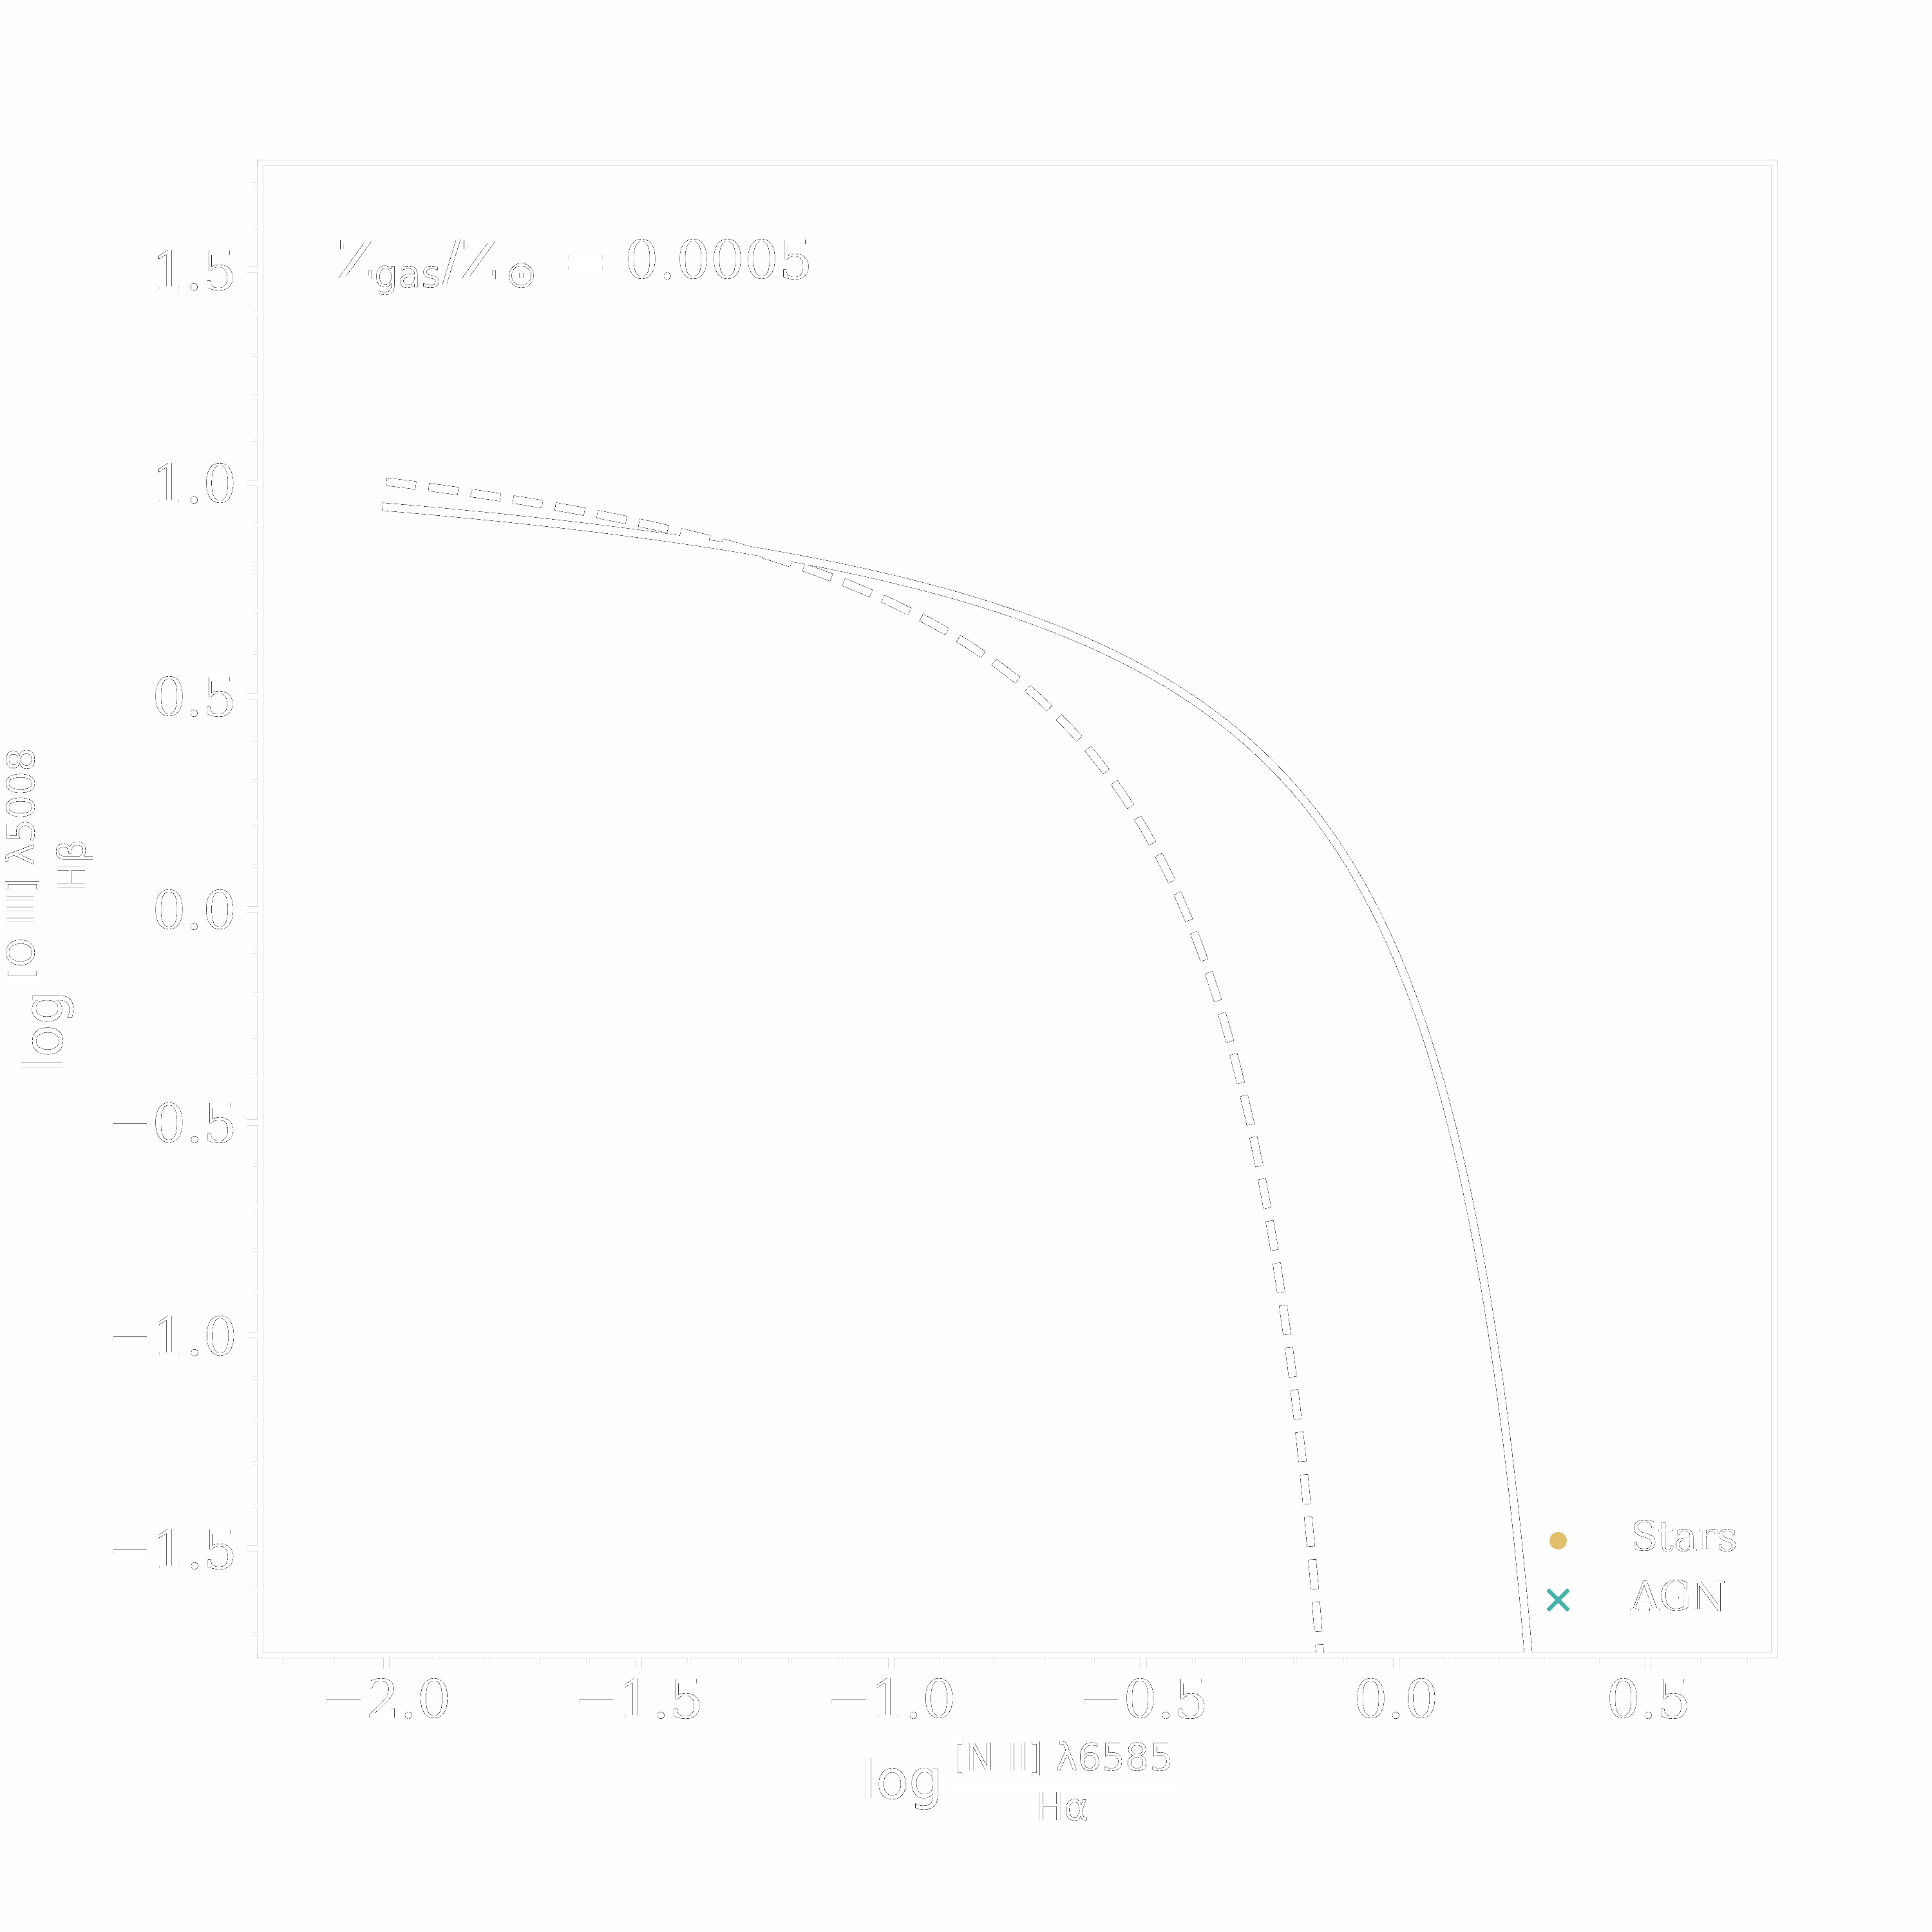 Z_gas/Z_⊙ = 0.0005
1.5
1.0
0.5
0.0
−0.5
−1.0
−1.5
log [O III] λ5008
Hβ
Stars
AGN
−2.0 −1.5 −1.0 −0.5 0.0 0.5
log [N II] λ6585
Hα